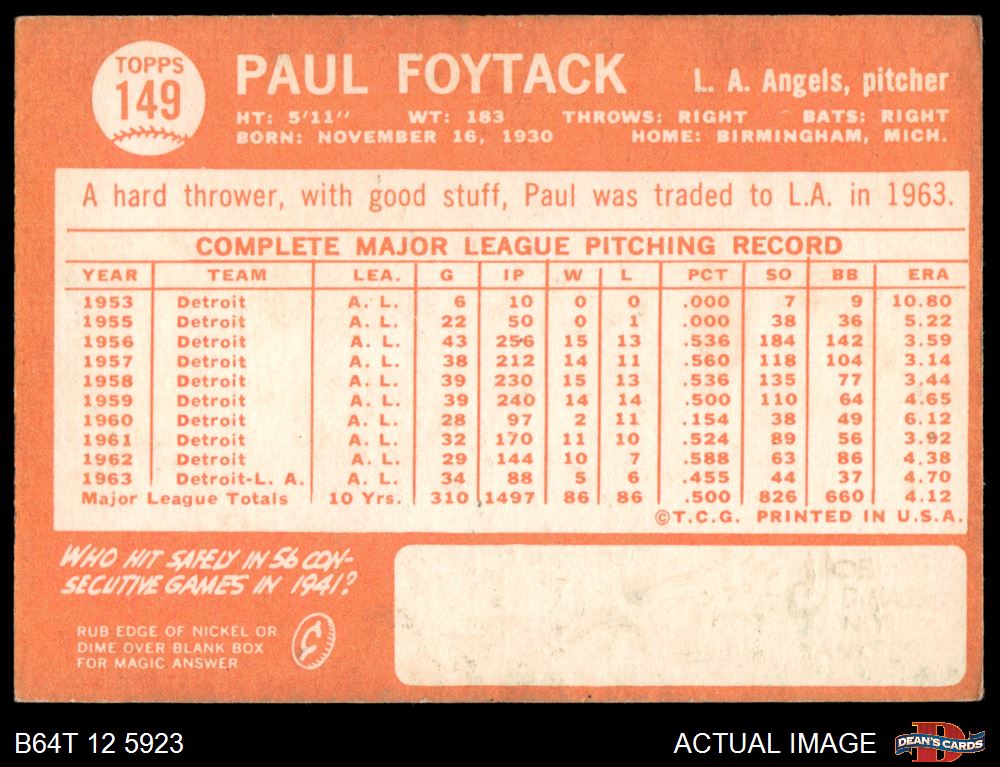 TOPPS
149
PAUL FOYTACK
L. A. Angels, pitcher
HT: 5'11" WT: 183 THROWS: RIGHT BATS: RIGHT
BORN: NOVEMBER 16, 1930 HOME: BIRMINGHAM, MICH.
A hard thrower, with good stuff, Paul was traded to L.A. in 1963.
COMPLETE MAJOR LEAGUE PITCHING RECORD
YEAR TEAM LEA. G IP W L PCT SO BB ERA
1953 Detroit A. L. 6 10 0 0 .000 7 9 10.80
1955 Detroit A. L. 22 50 0 1 .000 38 36 5.22
1956 Detroit A. L. 43 256 15 13 .536 184 142 3.59
1957 Detroit A. L. 38 212 14 11 .560 118 104 3.14
1958 Detroit A. L. 39 230 15 13 .536 135 77 3.44
1959 Detroit A. L. 39 240 14 14 .500 110 64 4.65
1960 Detroit A. L. 28 97 2 11 .154 38 49 6.12
1961 Detroit A. L. 32 170 11 10 .524 89 56 3.92
1962 Detroit A. L. 29 144 10 7 .588 63 86 4.38
1963 Detroit-L. A. A. L. 34 88 5 6 .455 44 37 4.70
Major League Totals 10 Yrs. 310 1497 86 86 .500 826 660 4.12
©T.C.G. PRINTED IN U.S.A.
WHO HIT SAFELY IN 56 CON-
SECUTIVE GAMES IN 1941?
RUB EDGE OF NICKEL OR
DIME OVER BLANK BOX
FOR MAGIC ANSWER
B64T 12 5923
ACTUAL IMAGE
DEAN'S CARDS